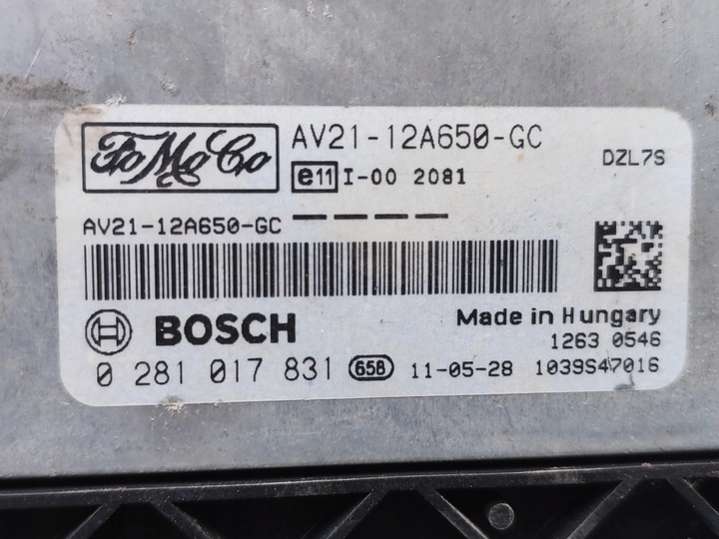 FoMoCo AV21-12A650-GC
DZL7S
e11 I-00 2081
AV21-12A650-GC
BOSCH
Made in Hungary
1263 0546
0 281 017 831 658 11-05-28 1039S47016